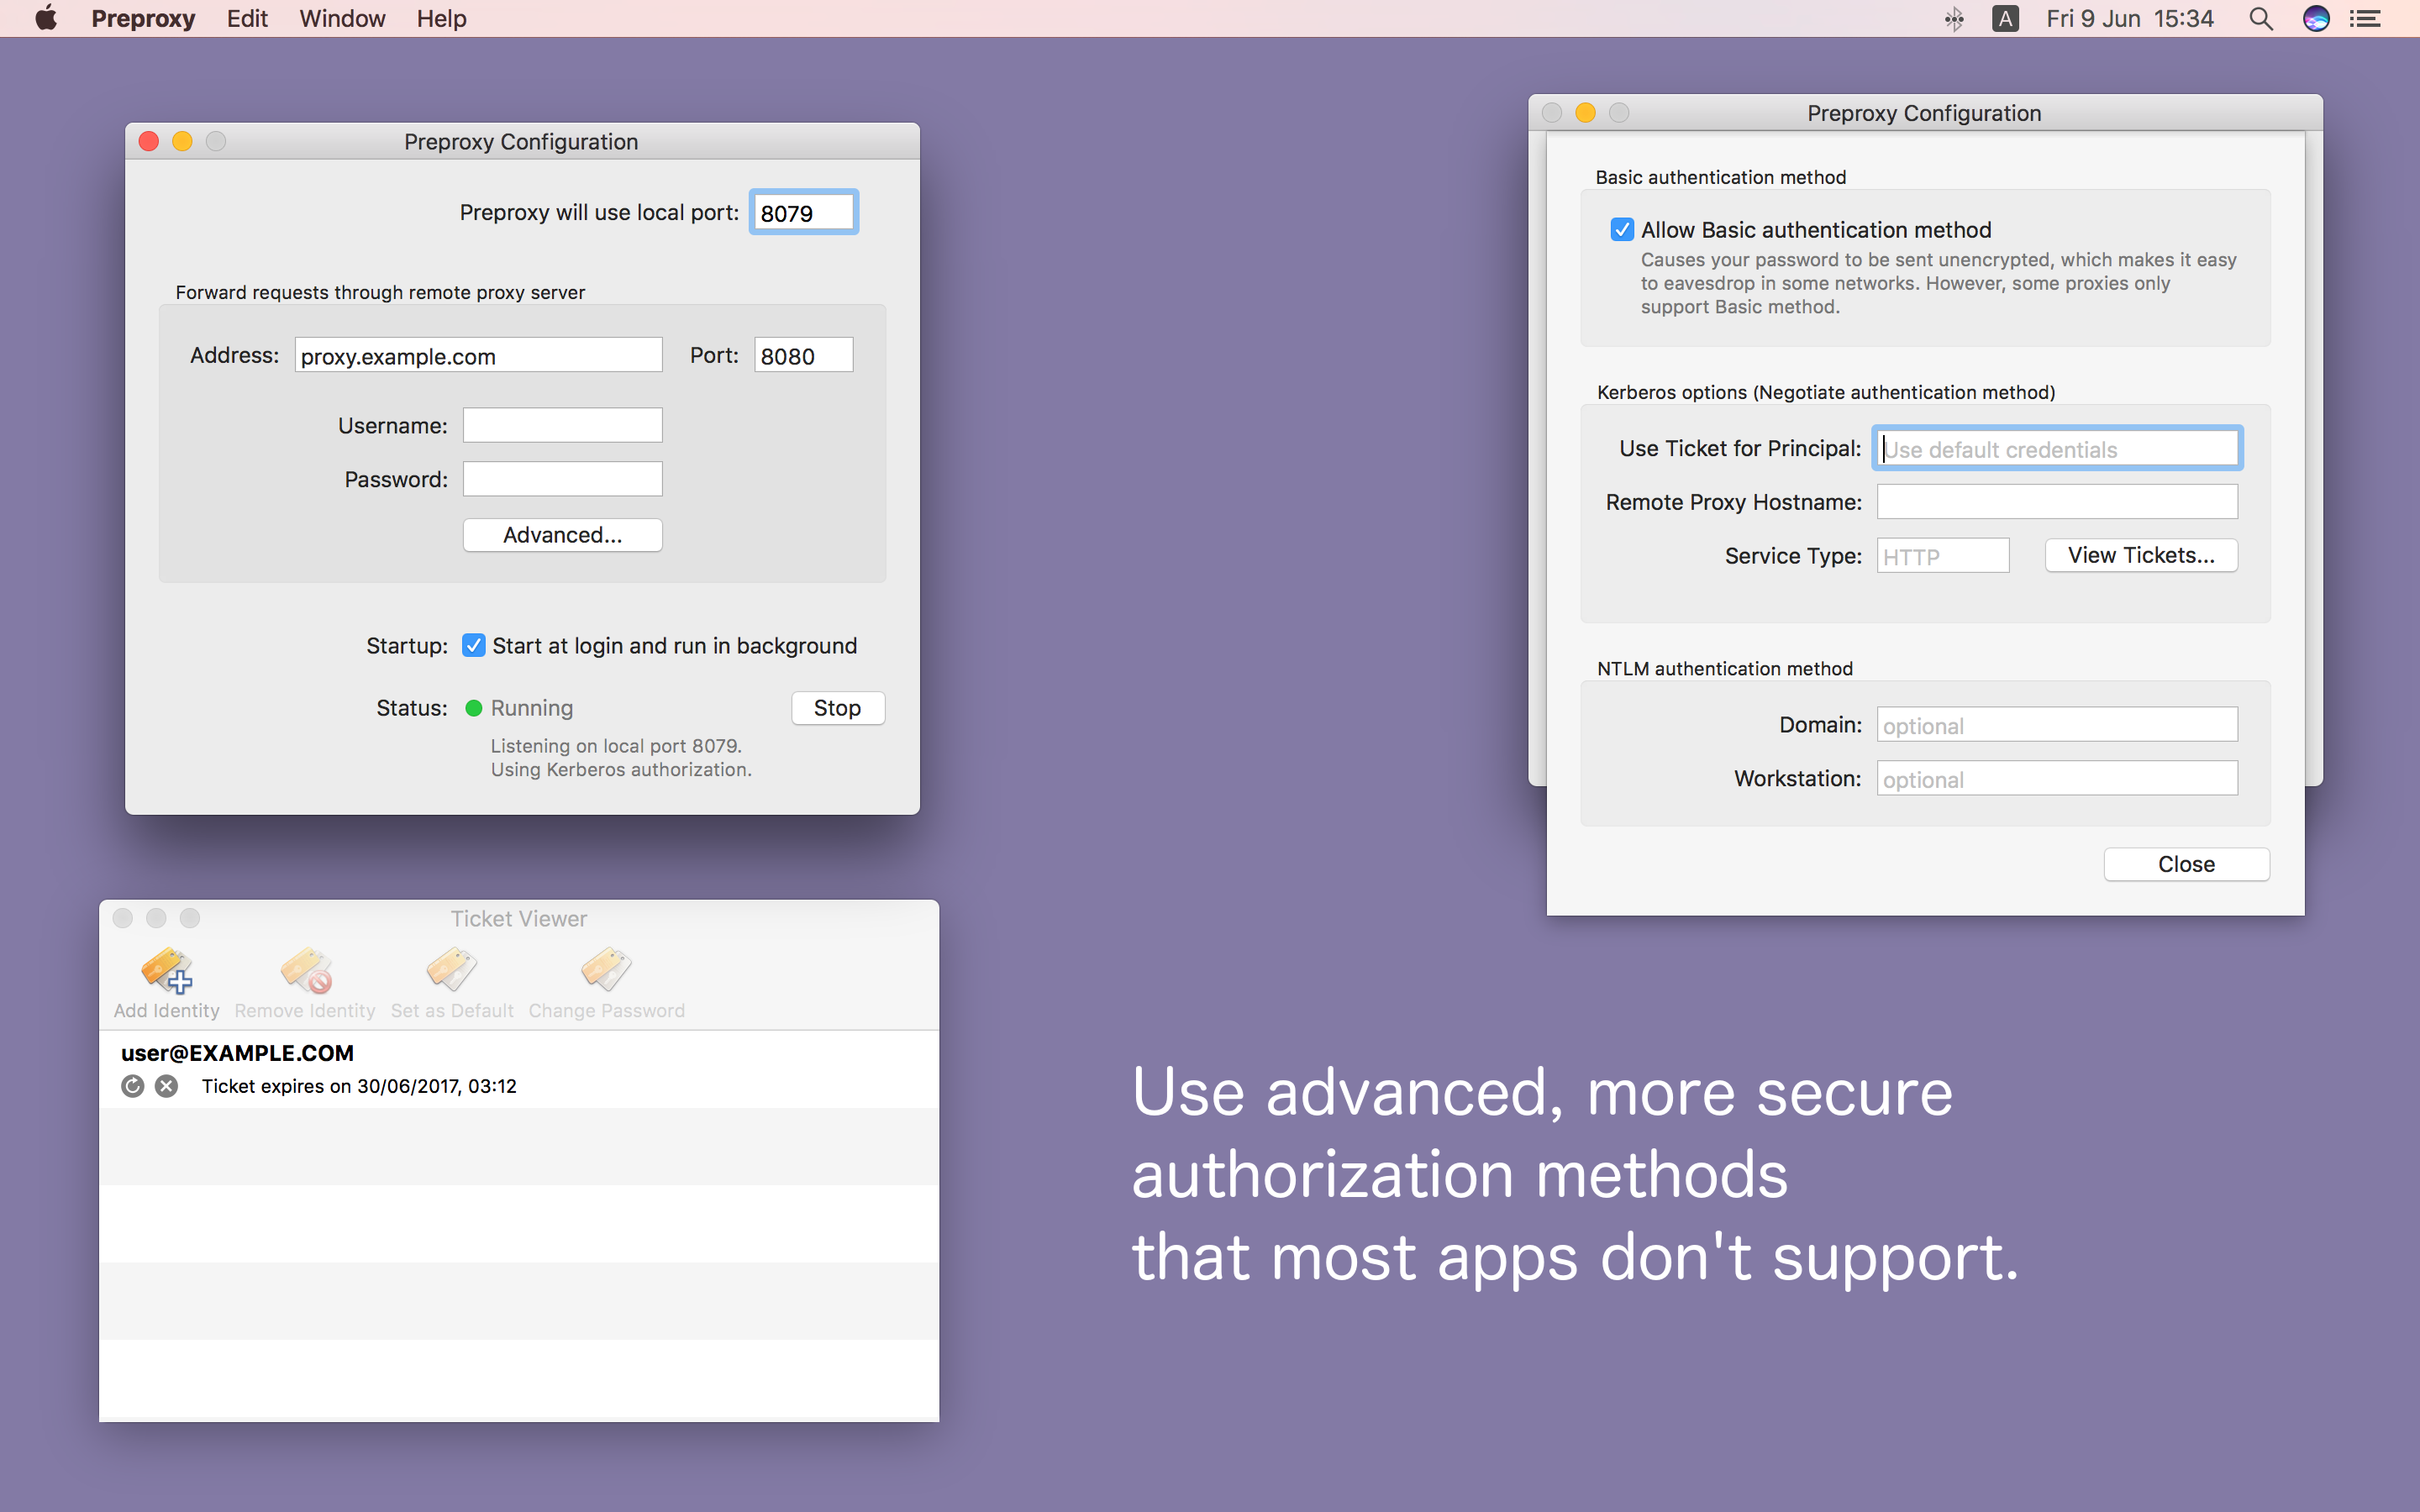 Preproxy Edit Window Help
A Fri 9 Jun 15:34
Preproxy Configuration
Preproxy will use local port: 8079
Forward requests through remote proxy server
Address: proxy.example.com Port: 8080
Username:
Password:
Advanced...
Startup: Start at login and run in background
Status: Running Stop
Listening on local port 8079.
Using Kerberos authorization.
Preproxy Configuration
Basic authentication method
Allow Basic authentication method
Causes your password to be sent unencrypted, which makes it easy
to eavesdrop in some networks. However, some proxies only
support Basic method.
Kerberos options (Negotiate authentication method)
Use Ticket for Principal: Use default credentials
Remote Proxy Hostname:
Service Type: HTTP View Tickets...
NTLM authentication method
Domain: optional
Workstation: optional
Close
Ticket Viewer
Add Identity Remove Identity Set as Default Change Password
user@EXAMPLE.COM
Ticket expires on 30/06/2017, 03:12
Use advanced, more secure
authorization methods
that most apps don't support.